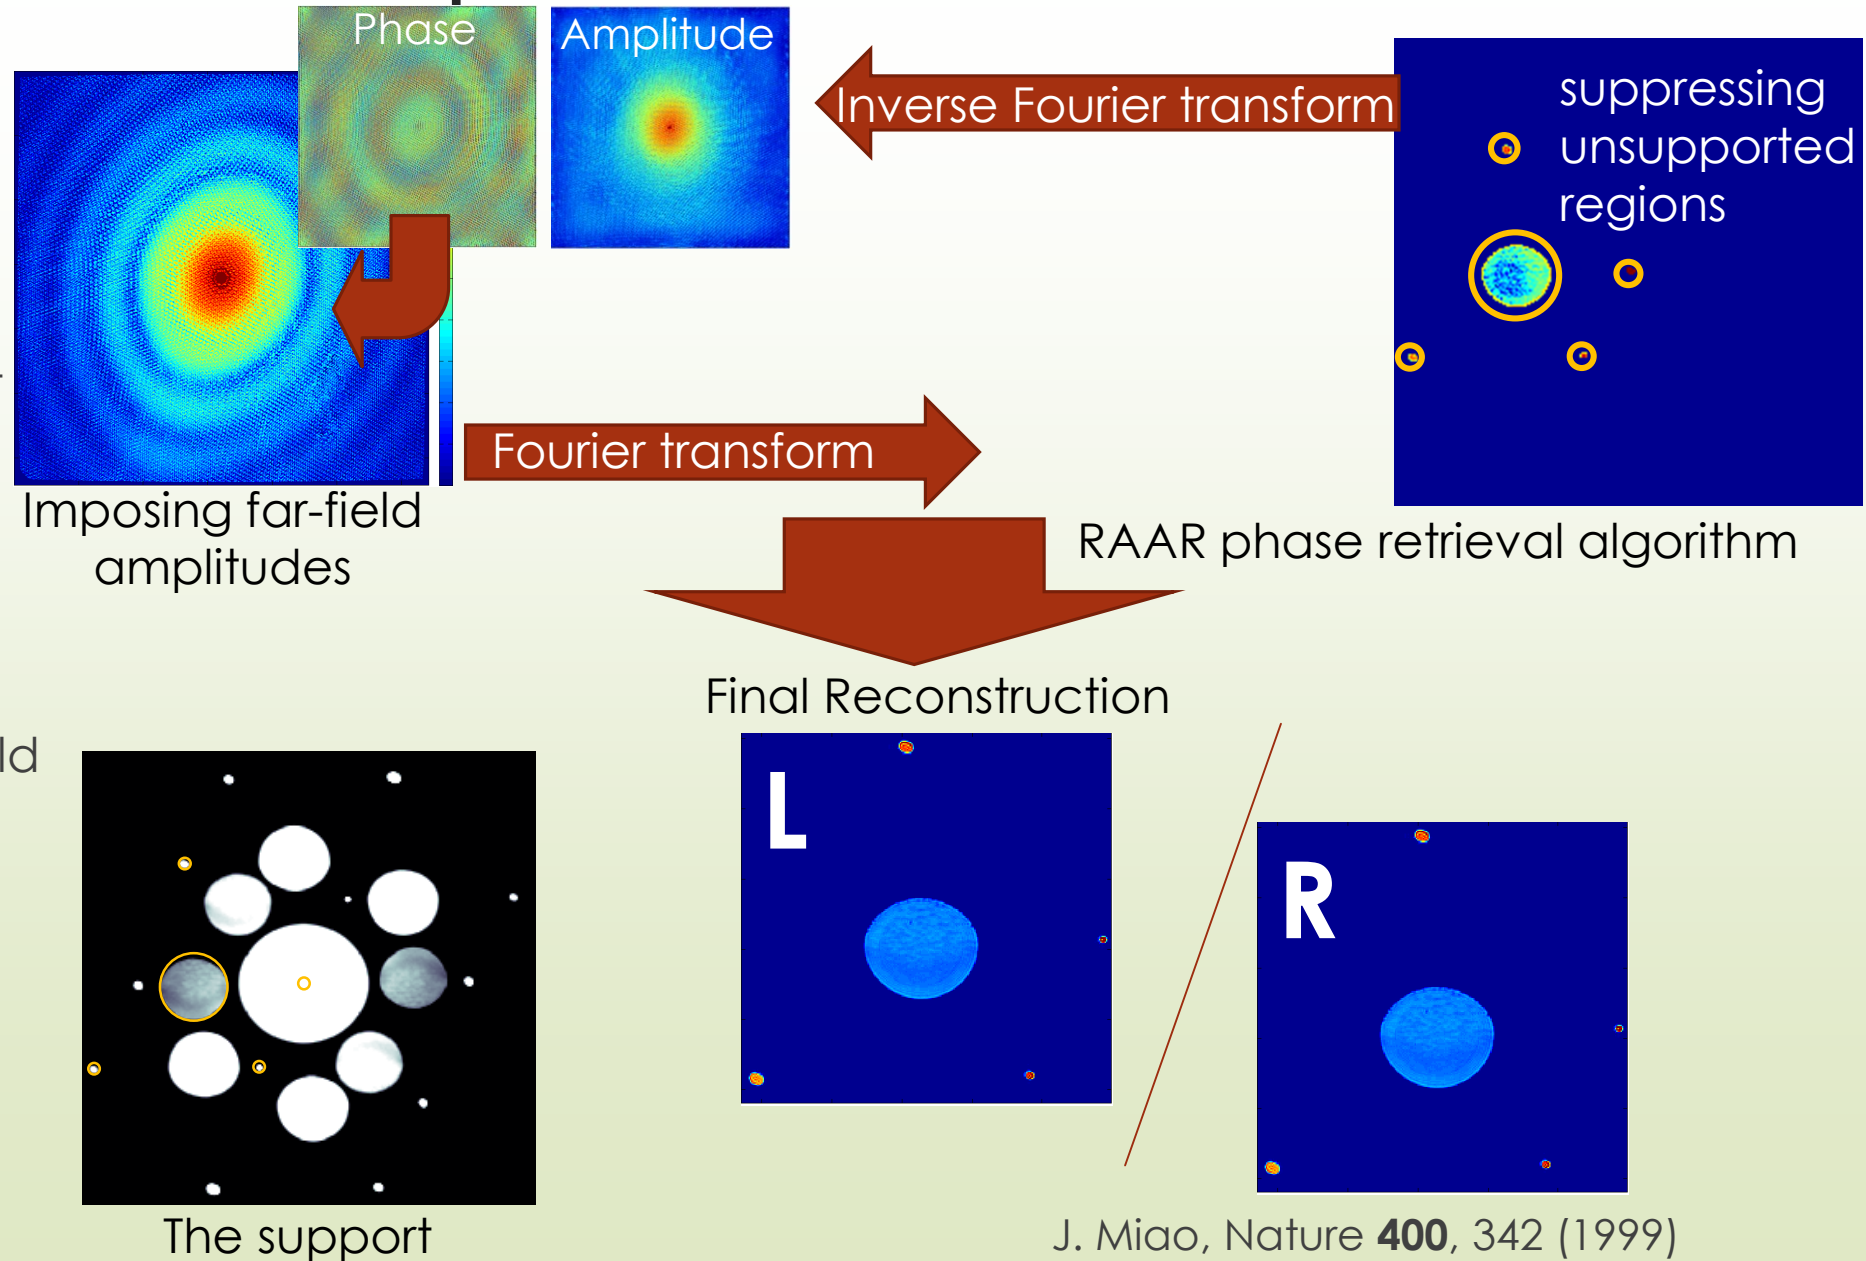 Phase
Amplitude
Inverse Fourier transform
suppressing
unsupported
regions
Fourier transform
Imposing far-field
amplitudes
RAAR phase retrieval algorithm
Final Reconstruction
ld
L
R
The support
J. Miao, Nature 400, 342 (1999)